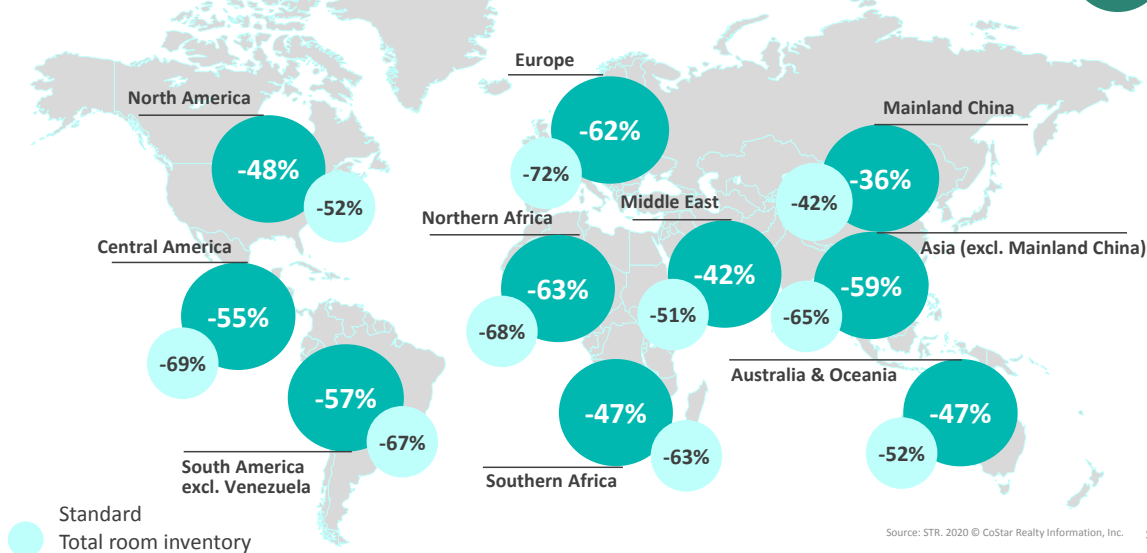 Europe
-62%
-72%
North America
-48%
-52%
Mainland China
-36%
-42%
Northern Africa
-63%
-68%
Middle East
-42%
-51%
Central America
-55%
-69%
Asia (excl. Mainland China)
-59%
-65%
South America
excl. Venezuela
-57%
-67%
Southern Africa
-47%
-63%
Australia & Oceania
-47%
-52%
Standard
Total room inventory
Source: STR. 2020 © CoStar Realty Information, Inc.